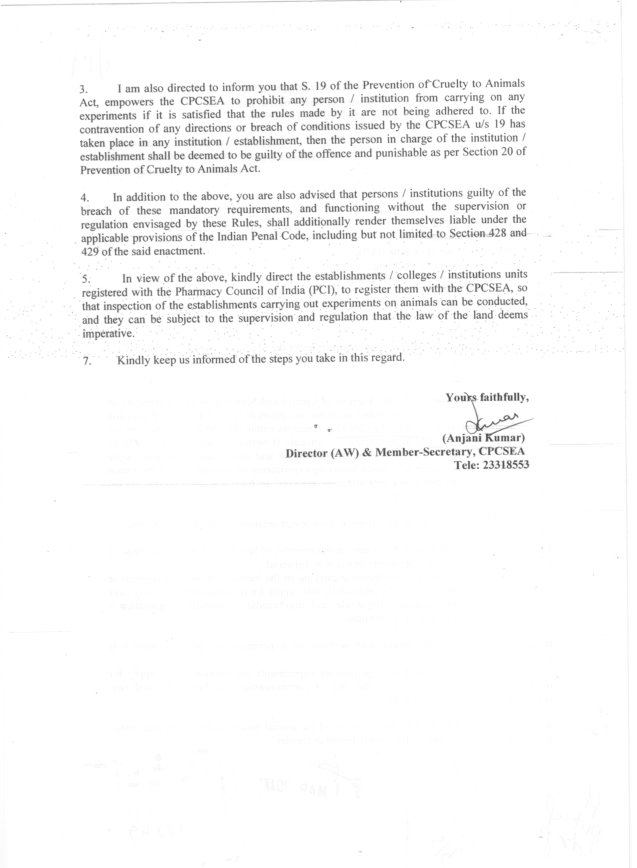 3. I am also directed to inform you that S. 19 of the Prevention of Cruelty to Animals
Act, empowers the CPCSEA to prohibit any person / institution from carrying on any
experiments if it is satisfied that the rules made by it are not being adhered to. If the
contravention of any directions or breach of conditions issued by the CPCSEA u/s 19 has
taken place in any institution / establishment, then the person in charge of the institution /
establishment shall be deemed to be guilty of the offence and punishable as per Section 20 of
Prevention of Cruelty to Animals Act.
4. In addition to the above, you are also advised that persons / institutions guilty of the
breach of these mandatory requirements, and functioning without the supervision or
regulation envisaged by these Rules, shall additionally render themselves liable under the
applicable provisions of the Indian Penal Code, including but not limited to Section 428 and
429 of the said enactment.
5. In view of the above, kindly direct the establishments / colleges / institutions units
registered with the Pharmacy Council of India (PCI), to register them with the CPCSEA, so
that inspection of the establishments carrying out experiments on animals can be conducted,
and they can be subject to the supervision and regulation that the law of the land deems
imperative.
7. Kindly keep us informed of the steps you take in this regard.
Yours faithfully,
(Anjani Kumar)
Director (AW) & Member-Secretary, CPCSEA
Tele: 23318553